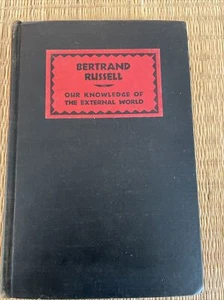 BERTRAND
RUSSELL
OUR KNOWLEDGE OF
THE EXTERNAL WORLD